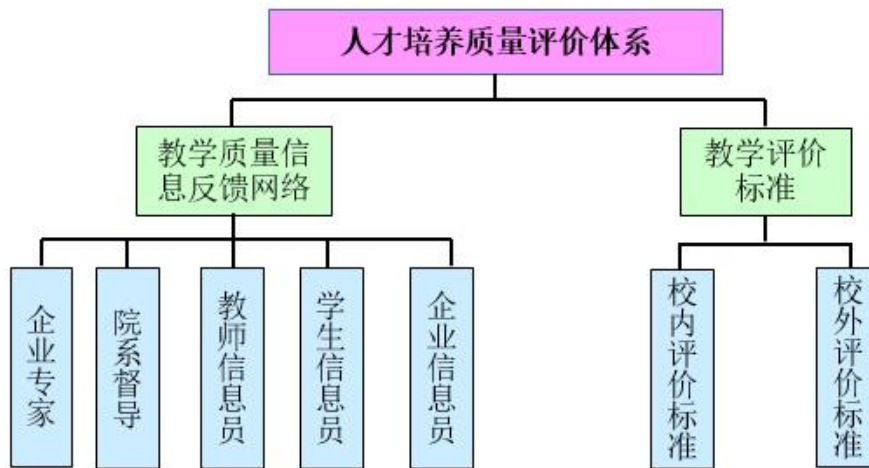 人才培养质量评价体系
教学质量信
息反馈网络
教学评价
标准
企业专家
院系督导
教师信息员
学生信息员
企业信息员
校内评价标准
校外评价标准